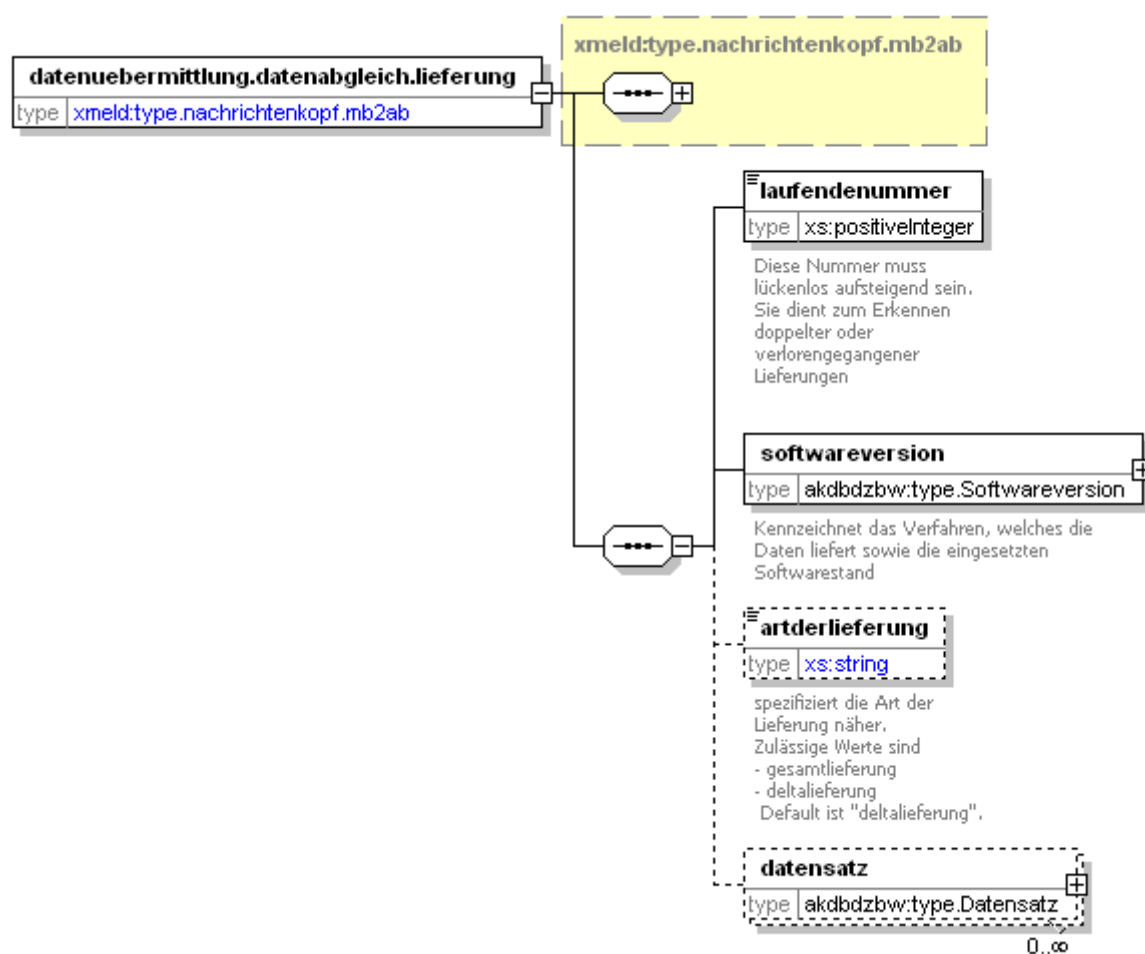 xmeld:type.nachrichtenkopf.mb2ab
datenuebermittlung.datenabgleich.lieferung
type xmeld:type.nachrichtenkopf.mb2ab
laufendenummer
type xs:positiveInteger
Diese Nummer muss
lückenlos aufsteigend sein.
Sie dient zum Erkennen
doppelter oder
verlorengegangener
Lieferungen
softwareversion
type akdbdzbw:type.Softwareversion
Kennzeichnet das Verfahren, welches die
Daten liefert sowie die eingesetzten
Softwarestand
artderlieferung
type xs:string
spezifiziert die Art der
Lieferung näher.
Zulässige Werte sind
- gesamtlieferung
- deltalieferung
Default ist "deltalieferung".
datensatz
type akdbdzbw:type.Datensatz
0..∞